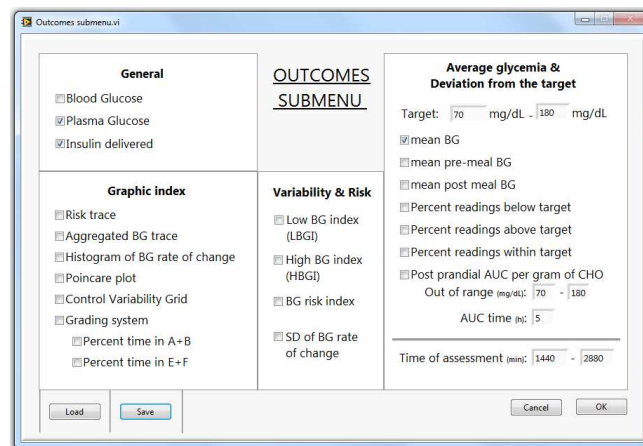 Outcomes submenu.vi
General
Blood Glucose
Plasma Glucose
Insulin delivered
OUTCOMES
SUBMENU
Average glycemia &
Deviation from the target
Target: 70 mg/dL - 180 mg/dL
mean BG
mean pre-meal BG
mean post meal BG
Percent readings below target
Percent readings above target
Percent readings within target
Post prandial AUC per gram of CHO
Out of range (mg/dL): 70 - 180
AUC time (h): 5
Time of assessment (min): 1440 - 2880
Graphic index
Risk trace
Aggregated BG trace
Histogram of BG rate of change
Poincare plot
Control Variability Grid
Grading system
Percent time in A+B
Percent time in E+F
Variability & Risk
Low BG index
(LBGI)
High BG index
(HBGI)
BG risk index
SD of BG rate
of change
Load
Save
Cancel
OK